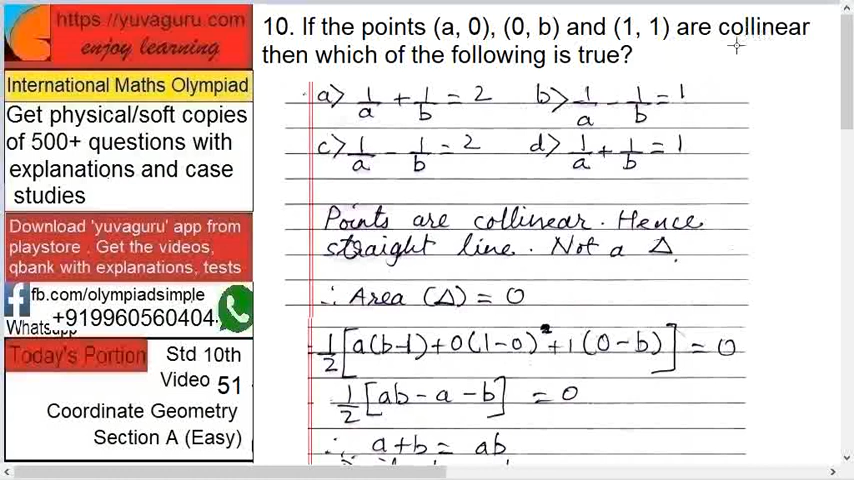 https://yuvaguru.com
enjoy learning
International Maths Olympiad
Get physical/soft copies
of 500+ questions with
explanations and case
studies
Download 'yuvaguru' app from
playstore . Get the videos,
qbank with explanations, tests
fb.com/olympiadsimple
Whatsapp +919960560404
Today's Portion
Std 10th
Video 51
Coordinate Geometry
Section A (Easy)
10. If the points (a, 0), (0, b) and (1, 1) are collinear
then which of the following is true?
a> 1/a + 1/b = 2 b> 1/a - 1/b = 1
c> 1/a - 1/b = 2 d> 1/a + 1/b = 1
Points are collinear. Hence
straight line. Not a Δ.
∴ Area (Δ) = 0
1/2 [a(b-1)+0(1-0)+1(0-b)] = 0
1/2 [ab - a - b] = 0
∴ a+b = ab